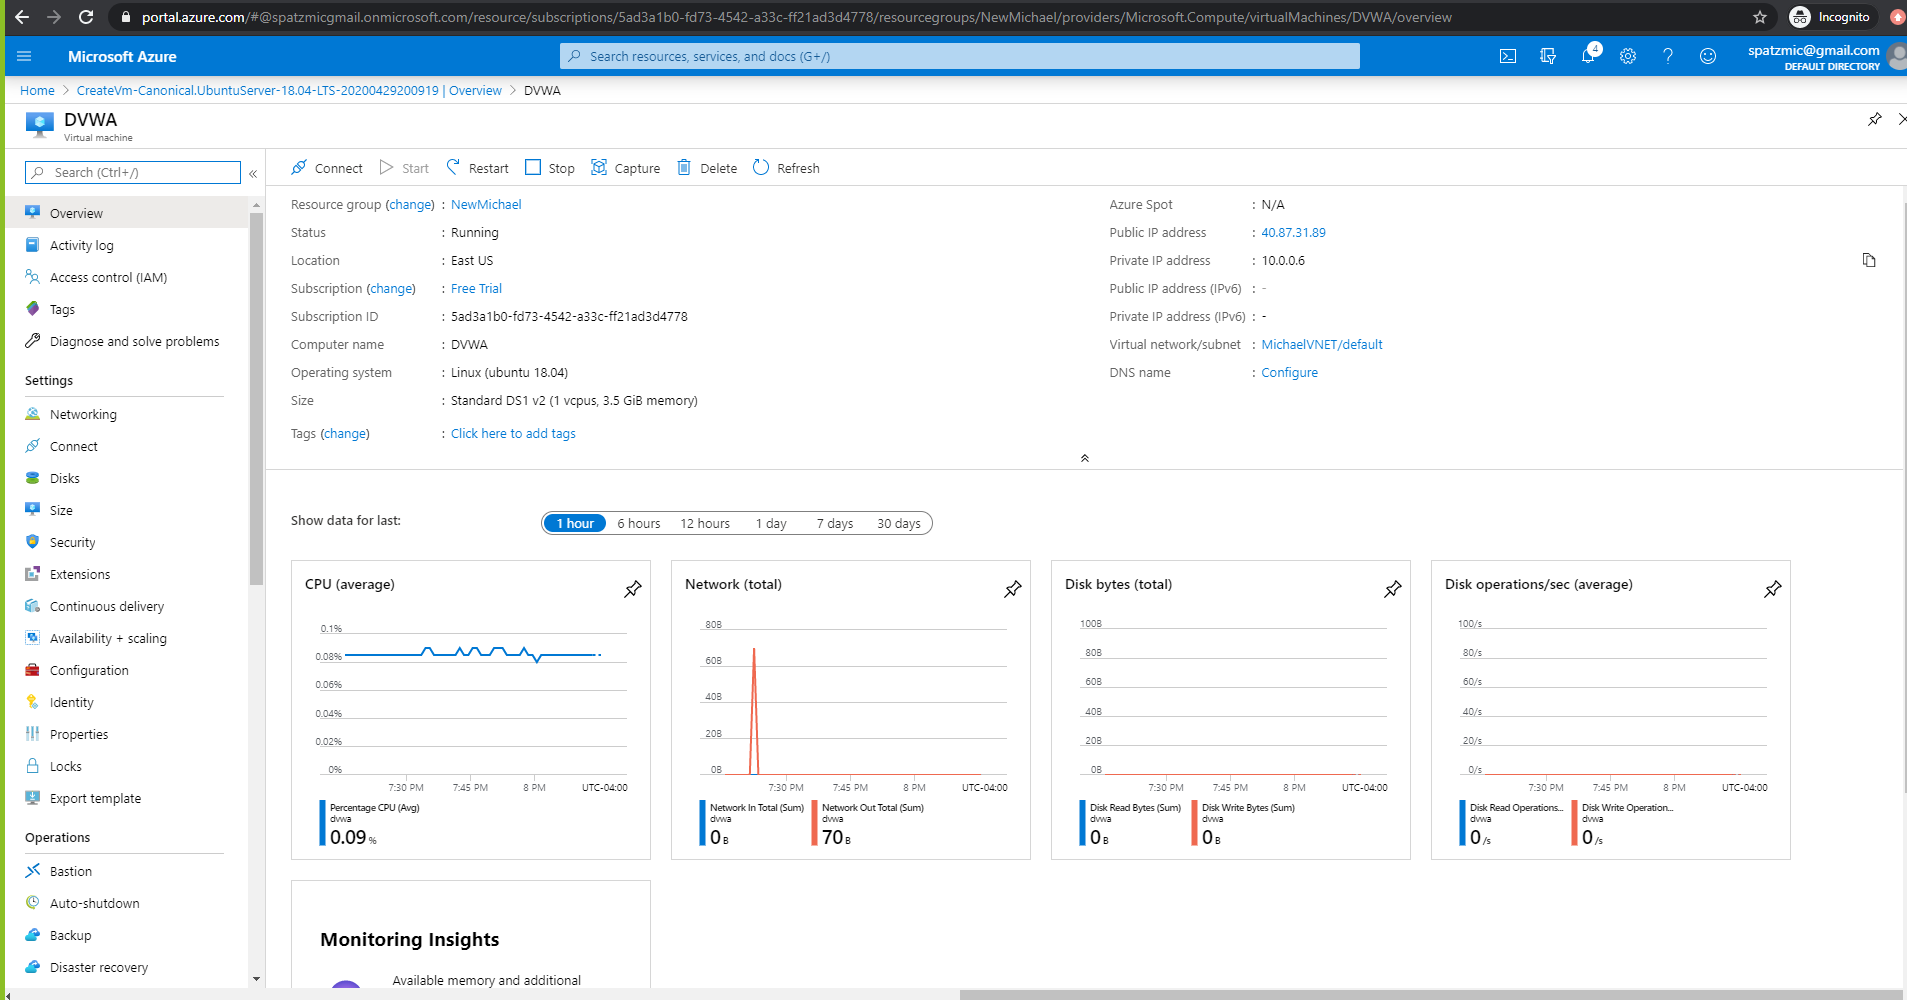 portal.azure.com/#@spatzmicgmail.onmicrosoft.com/resource/subscriptions/5ad3a1b0-fd73-4542-a33c-ff21ad3d4778/resourcegroups/NewMichael/providers/Microsoft.Compute/virtualMachines/DVWA/overview Incognito
Microsoft Azure Search resources, services, and docs (G+/) 4 spatzmic@gmail.com
DEFAULT DIRECTORY
Home > CreateVm-Canonical.UbuntuServer-18.04-LTS-20200429200919 | Overview > DVWA
DVWA
Virtual machine
Search (Ctrl+/) «
Connect Start Restart Stop Capture Delete Refresh
Overview
Activity log
Access control (IAM)
Tags
Diagnose and solve problems
Settings
Networking
Connect
Disks
Size
Security
Extensions
Continuous delivery
Availability + scaling
Configuration
Identity
Properties
Locks
Export template
Operations
Bastion
Auto-shutdown
Backup
Disaster recovery
Resource group (change) : NewMichael
Status : Running
Location : East US
Subscription (change) : Free Trial
Subscription ID : 5ad3a1b0-fd73-4542-a33c-ff21ad3d4778
Computer name : DVWA
Operating system : Linux (ubuntu 18.04)
Size : Standard DS1 v2 (1 vcpus, 3.5 GiB memory)
Tags (change) : Click here to add tags
Azure Spot : N/A
Public IP address : 40.87.31.89
Private IP address : 10.0.0.6
Public IP address (IPv6) : -
Private IP address (IPv6) : -
Virtual network/subnet : MichaelVNET/default
DNS name : Configure
Show data for last: 1 hour 6 hours 12 hours 1 day 7 days 30 days
CPU (average)
0.1%
0.08%
0.06%
0.04%
0.02%
0%
7:30 PM 7:45 PM 8 PM UTC-04:00
Percentage CPU (Avg)
dvwa
0.09 %
Network (total)
80B
60B
40B
20B
0B
7:30 PM 7:45 PM 8 PM UTC-04:00
Network In Total (Sum) Network Out Total (Sum)
dvwa dvwa
0 B 70 B
Disk bytes (total)
100B
80B
60B
40B
20B
0B
7:30 PM 7:45 PM 8 PM UTC-04:00
Disk Read Bytes (Sum) Disk Write Bytes (Sum)
dvwa dvwa
0 B 0 B
Disk operations/sec (average)
100/s
80/s
60/s
40/s
20/s
0/s
7:30 PM 7:45 PM 8 PM UTC-04:00
Disk Read Operations... Disk Write Operation...
dvwa dvwa
0 /s 0 /s
Monitoring Insights
Available memory and additional